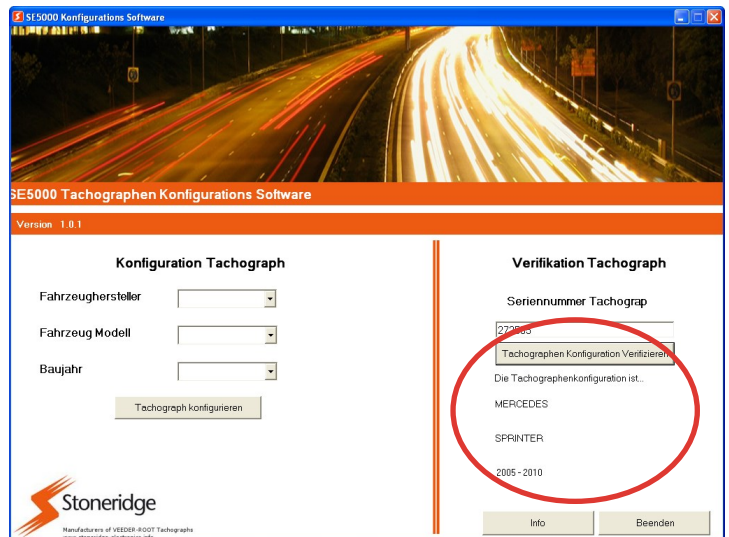 SE5000 Konfigurations Software
SE5000 Tachographen Konfigurations Software
Version 1.0.1
Konfiguration Tachograph
Fahrzeughersteller
Fahrzeug Modell
Baujahr
Tachograph konfigurieren
Stoneridge
Manufacturers of VEEDER-ROOT Tachographs
Verifikation Tachograph
Seriennummer Tachograp
Tachographen Konfiguration Verifizieren
Die Tachographenkonfiguration ist...
MERCEDES
SPRINTER
2005 - 2010
Info
Beenden